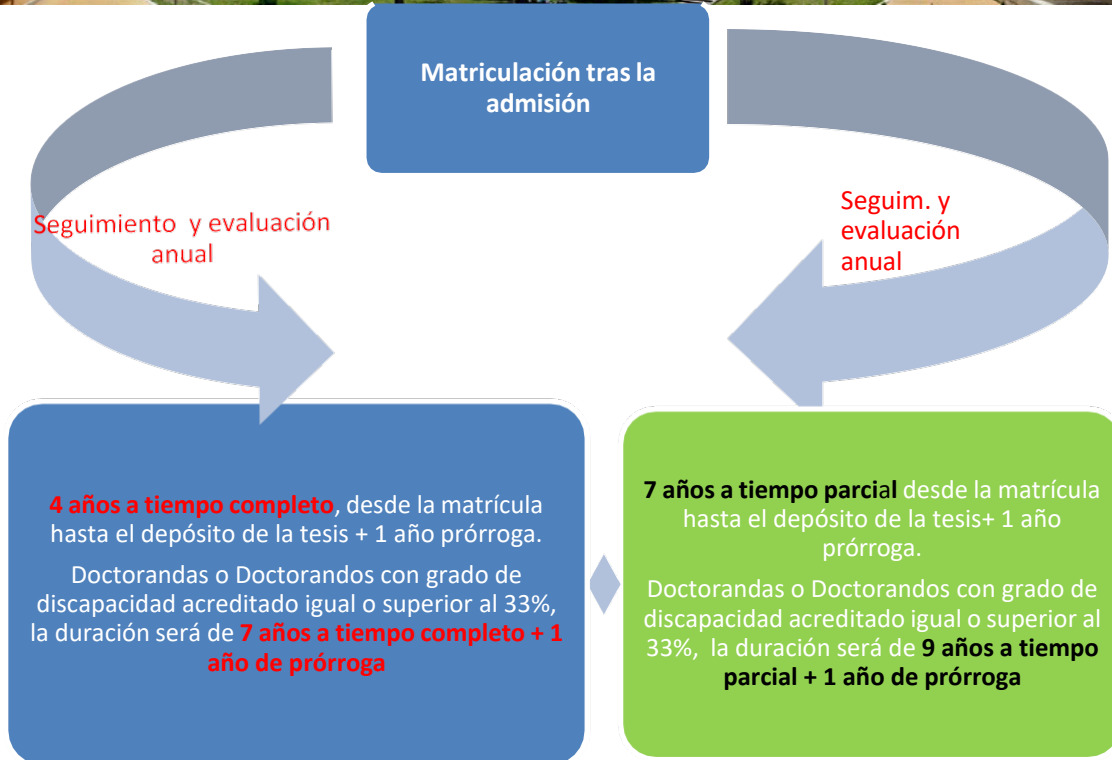 Matriculación tras la
admisión
Seguimiento y evaluación
anual
Seguim. y
evaluación
anual
4 años a tiempo completo, desde la matrícula
hasta el depósito de la tesis + 1 año prórroga.
Doctorandas o Doctorandos con grado de
discapacidad acreditado igual o superior al 33%,
la duración será de 7 años a tiempo completo + 1
año de prórroga
7 años a tiempo parcial desde la matrícula
hasta el depósito de la tesis+ 1 año
prórroga.
Doctorandas o Doctorandos con grado de
discapacidad acreditado igual o superior al
33%, la duración será de 9 años a tiempo
parcial + 1 año de prórroga